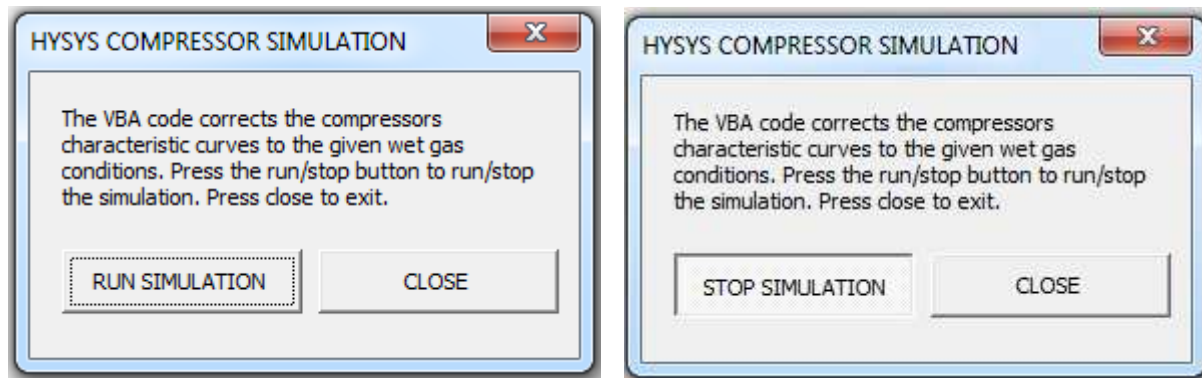 HYSYS COMPRESSOR SIMULATION
The VBA code corrects the compressors
characteristic curves to the given wet gas
conditions. Press the run/stop button to run/stop
the simulation. Press close to exit.
RUN SIMULATION
CLOSE
HYSYS COMPRESSOR SIMULATION
The VBA code corrects the compressors
characteristic curves to the given wet gas
conditions. Press the run/stop button to run/stop
the simulation. Press close to exit.
STOP SIMULATION
CLOSE